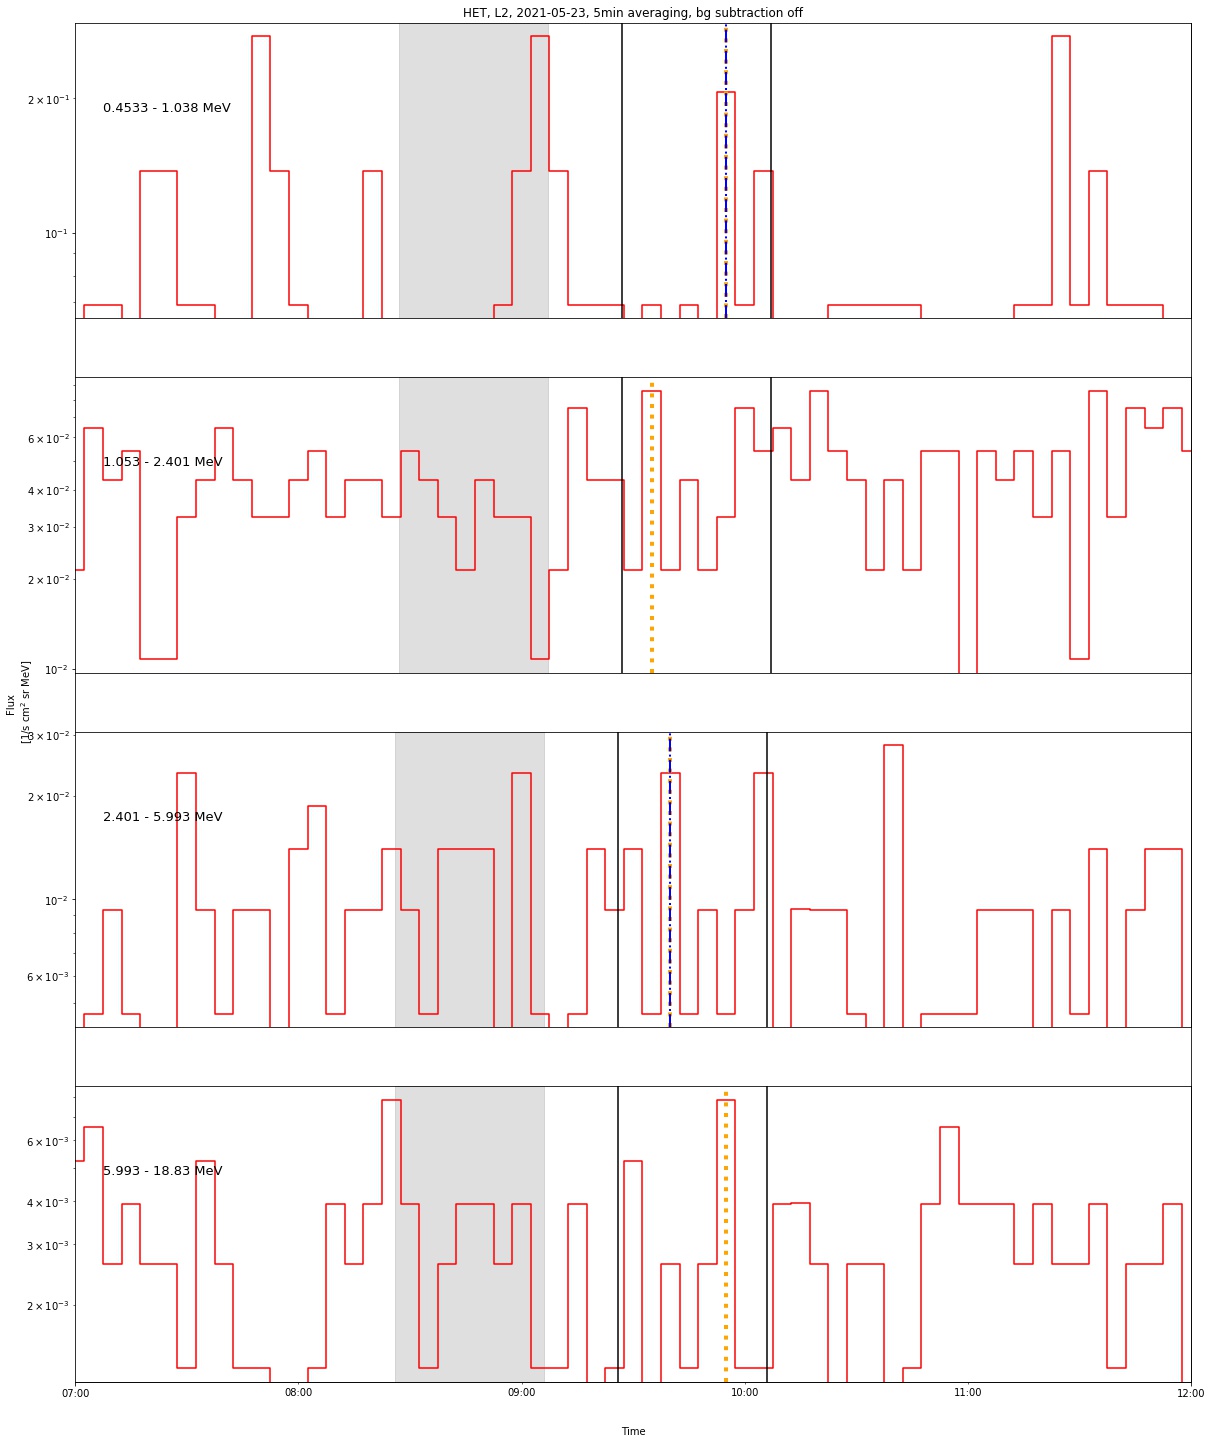 HET, L2, 2021-05-23, 5min averaging, bg subtraction off
2 × 10⁻¹
0.4533 - 1.038 MeV
10⁻¹
6 × 10⁻²
1.053 - 2.401 MeV
4 × 10⁻²
3 × 10⁻²
2 × 10⁻²
10⁻²
Flux
[1/s cm² sr MeV]
3 × 10⁻²
2 × 10⁻²
2.401 - 5.993 MeV
10⁻²
6 × 10⁻³
6 × 10⁻³
5.993 - 18.83 MeV
4 × 10⁻³
3 × 10⁻³
2 × 10⁻³
07:00 08:00 09:00 10:00 11:00 12:00
Time